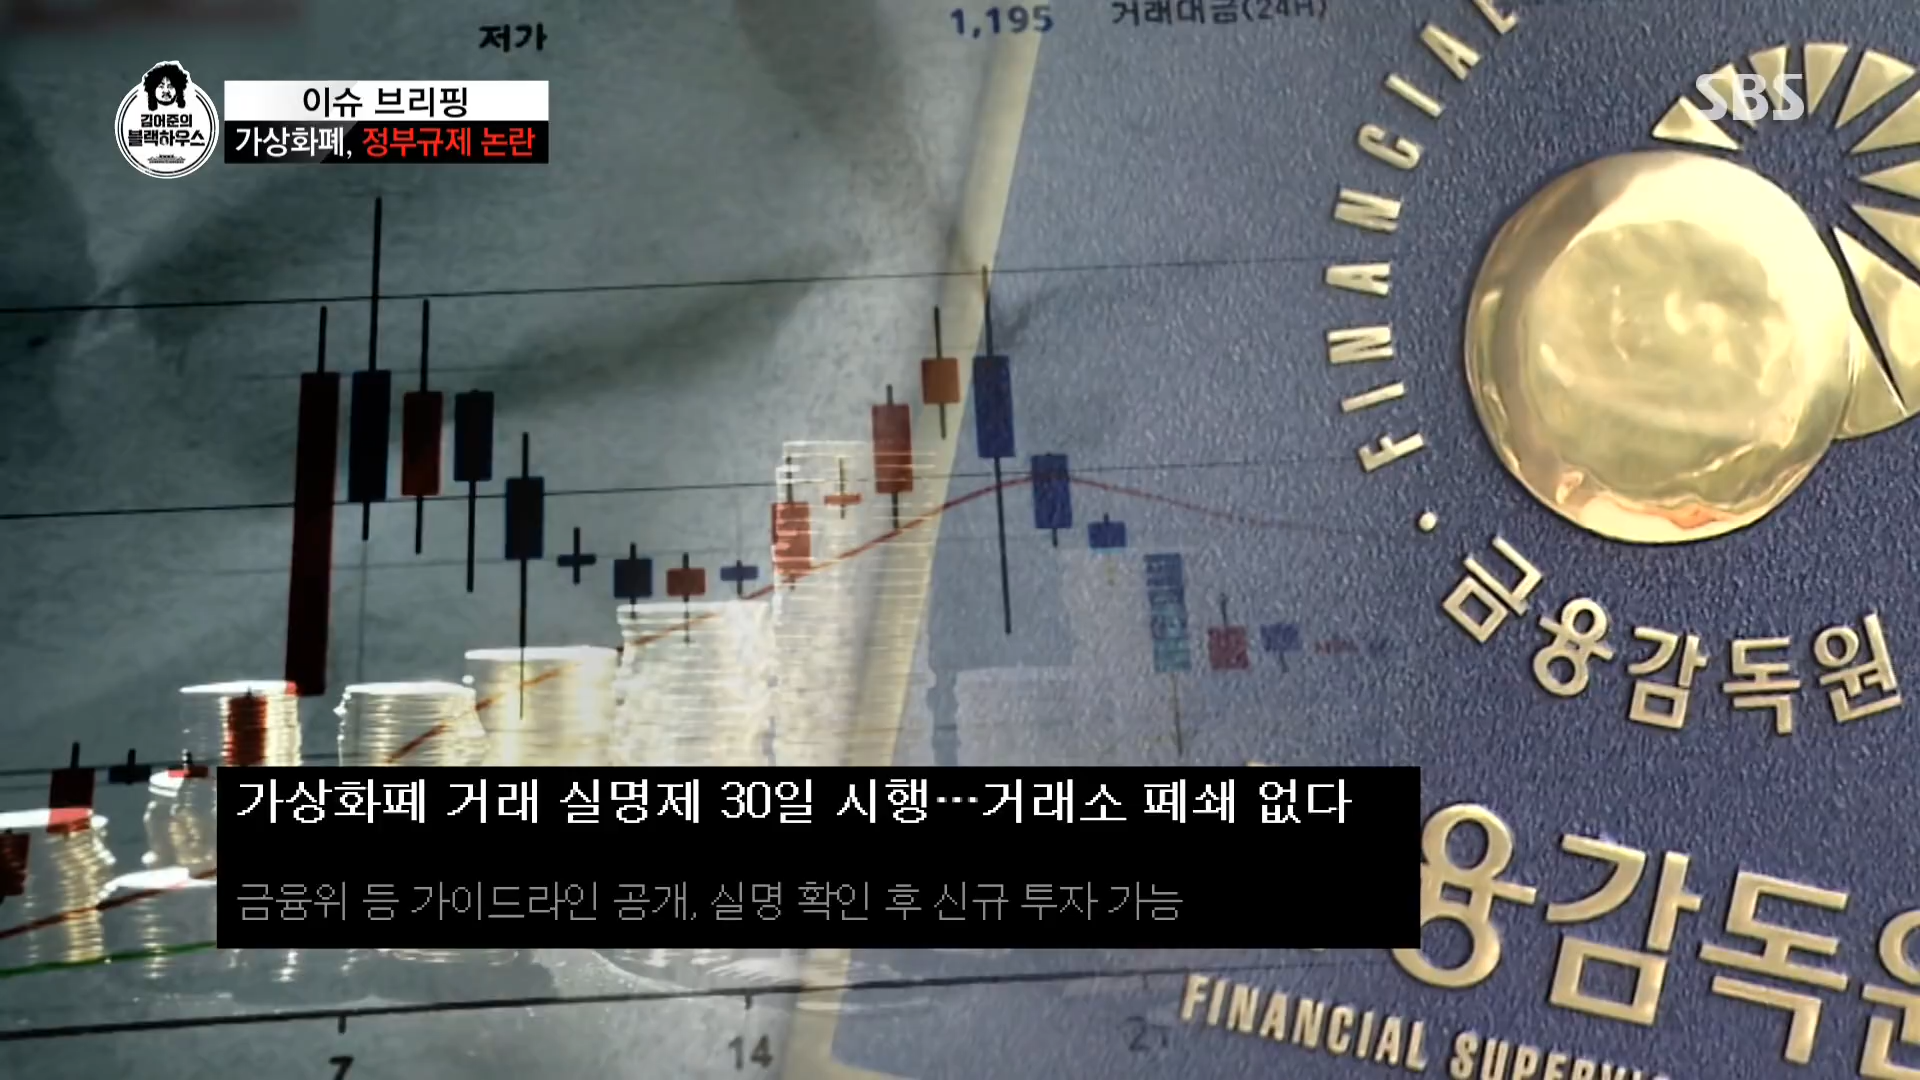 저가
1,195
거래대금(24H)
SBS
김어준의
블랙하우스
이슈 브리핑
가상화폐, 정부규제 논란
FINANCIAL
금융감독원
가상화폐 거래 실명제 30일 시행…거래소 폐쇄 없다
금융위 등 가이드라인 공개, 실명 확인 후 신규 투자 가능
융감독원
FINANCIAL
7
14
21